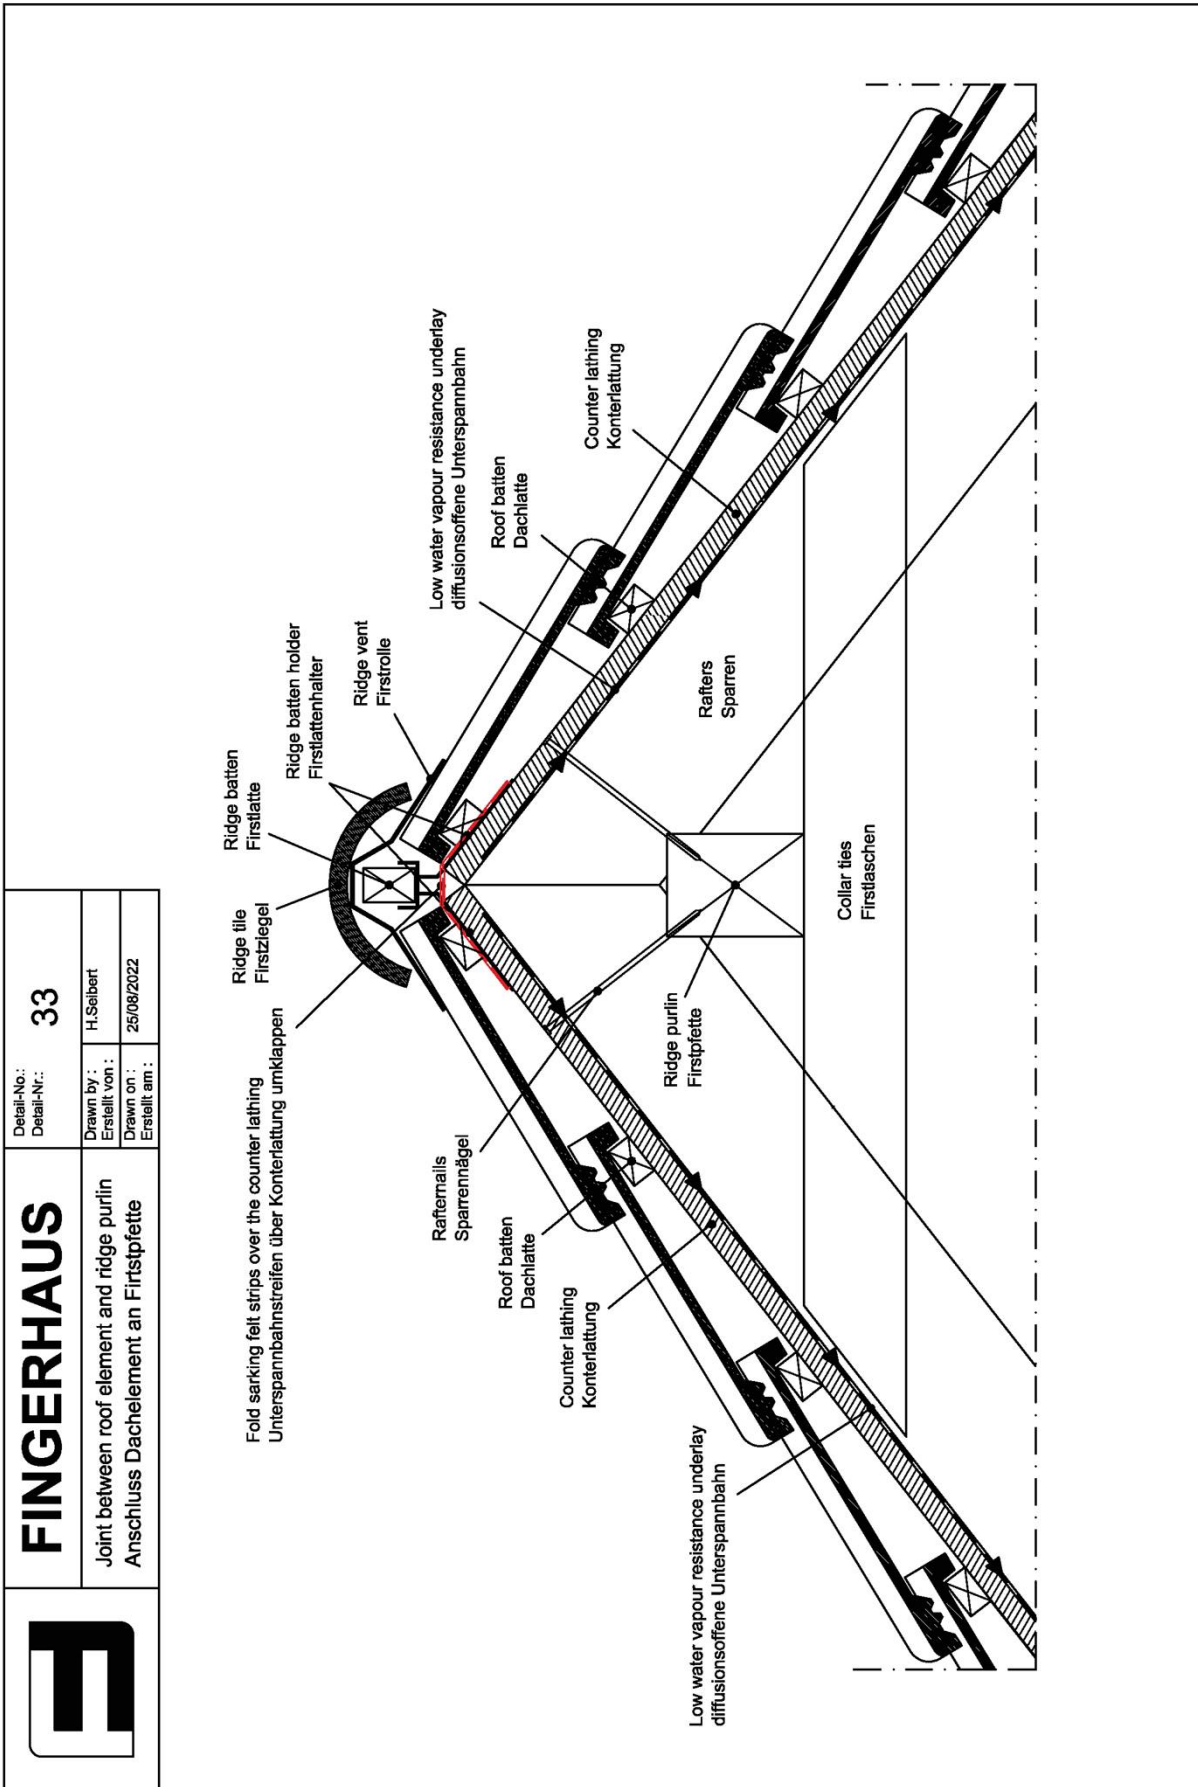 FINGERHAUS
Joint between roof element and ridge purlin
Anschluss Dachelement an Firtstpfette
Detail-No.:
Detail-Nr.:
33
Drawn by :
Erstellt von :
H.Seibert
Drawn on :
Erstellt am :
25/08/2022
Fold sarking felt strips over the counter lathing
Unterspannbahnstreifen über Konterlattung umklappen
Ridge tile
Firstziegel
Ridge batten
Firstlatte
Ridge batten holder
Firstlattenhalter
Ridge vent
Firstrolle
Low water vapour resistance underlay
diffusionsoffene Unterspannbahn
Roof batten
Dachlatte
Counter lathing
Konterlattung
Rafternails
Sparrennägel
Roof batten
Dachlatte
Counter lathing
Konterlattung
Low water vapour resistance underlay
diffusionsoffene Unterspannbahn
Ridge purlin
Firstpfette
Rafters
Sparren
Collar ties
Firstlaschen